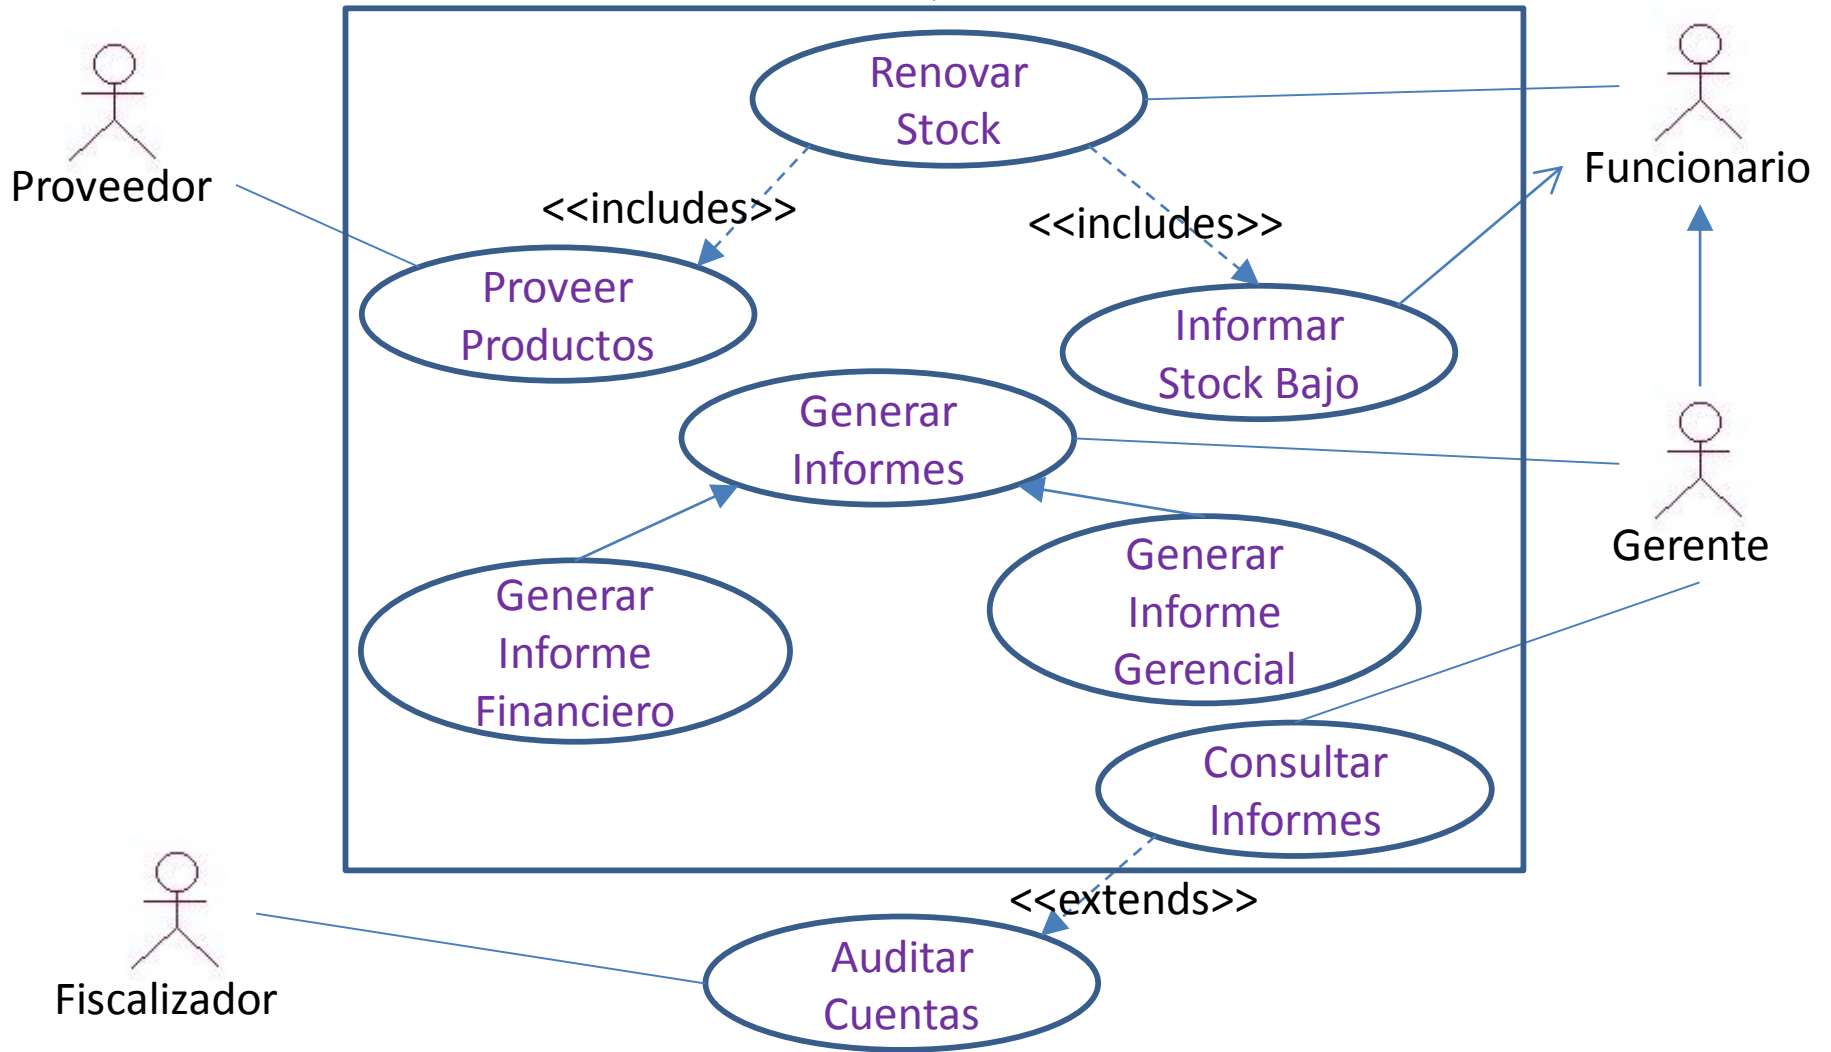 Renovar
Stock
Proveedor
Funcionario
<<includes>>
<<includes>>
Proveer
Productos
Informar
Stock Bajo
Generar
Informes
Gerente
Generar
Informe
Financiero
Generar
Informe
Gerencial
Consultar
Informes
<<extends>>
Auditar
Cuentas
Fiscalizador